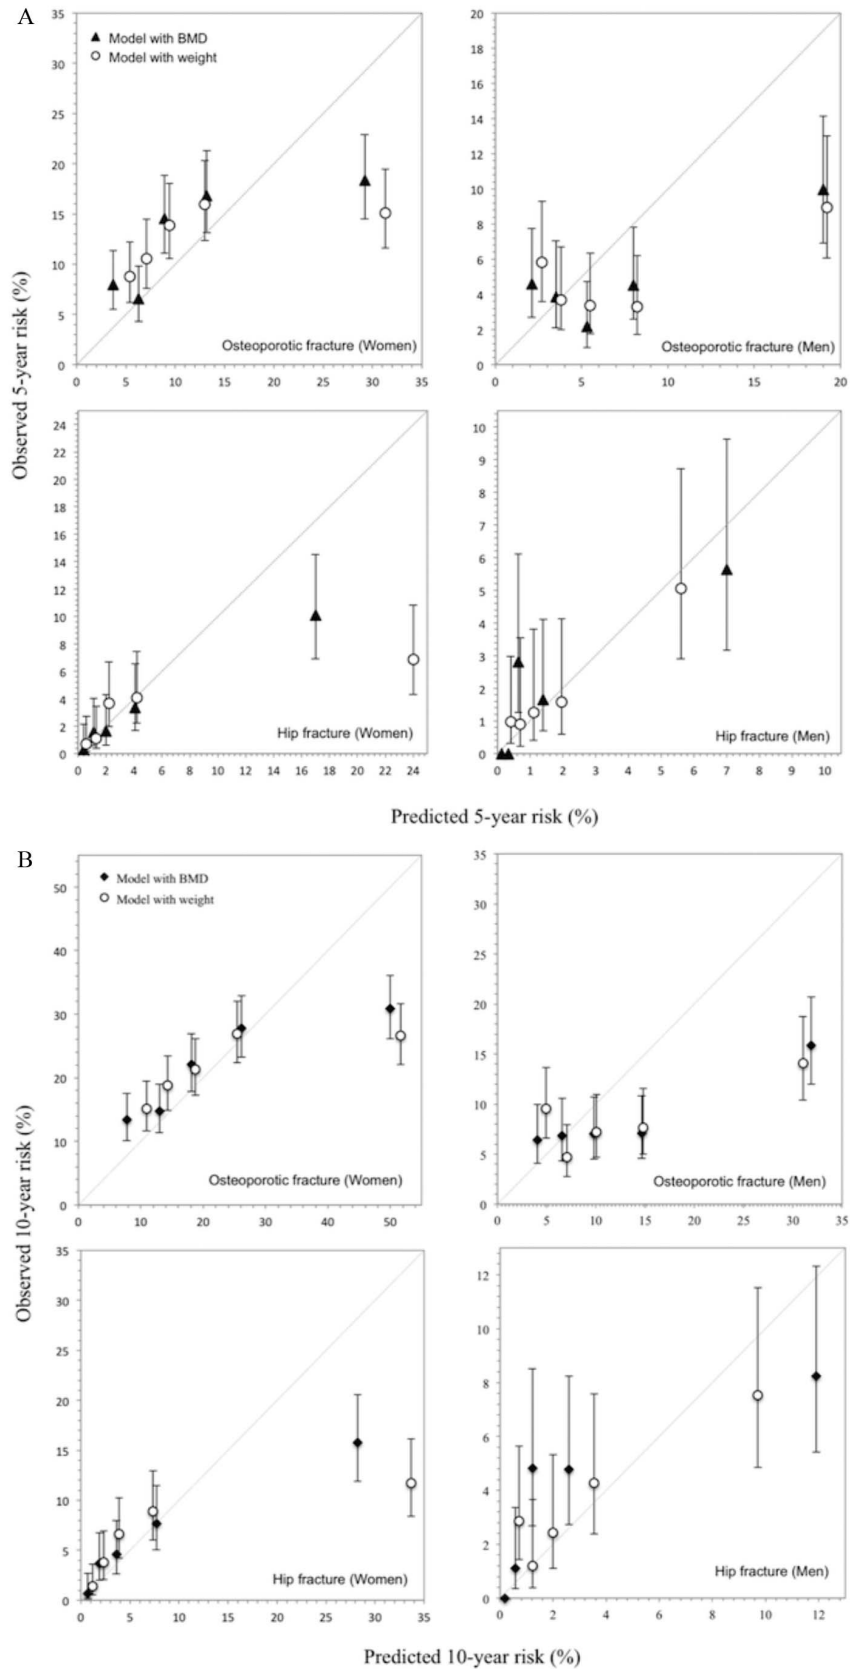 A
Model with BMD
Model with weight
35
30
25
20
15
10
5
0
0 5 10 15 20 25 30 35
Osteoporotic fracture (Women)
20
18
16
14
12
10
8
6
4
2
0
0 5 10 15 20
Osteoporotic fracture (Men)
Observed 5-year risk (%)
24
22
20
18
16
14
12
10
8
6
4
2
0
0 2 4 6 8 10 12 14 16 18 20 22 24
Hip fracture (Women)
10
9
8
7
6
5
4
3
2
1
0
0 1 2 3 4 5 6 7 8 9 10
Hip fracture (Men)
Predicted 5-year risk (%)
B
Model with BMD
Model with weight
50
40
30
20
10
0
0 10 20 30 40 50
Osteoporotic fracture (Women)
35
30
25
20
15
10
5
0
0 5 10 15 20 25 30 35
Osteoporotic fracture (Men)
Observed 10-year risk (%)
35
30
25
20
15
10
5
0
0 5 10 15 20 25 30 35
Hip fracture (Women)
12
10
8
6
4
2
0
0 2 4 6 8 10 12
Hip fracture (Men)
Predicted 10-year risk (%)